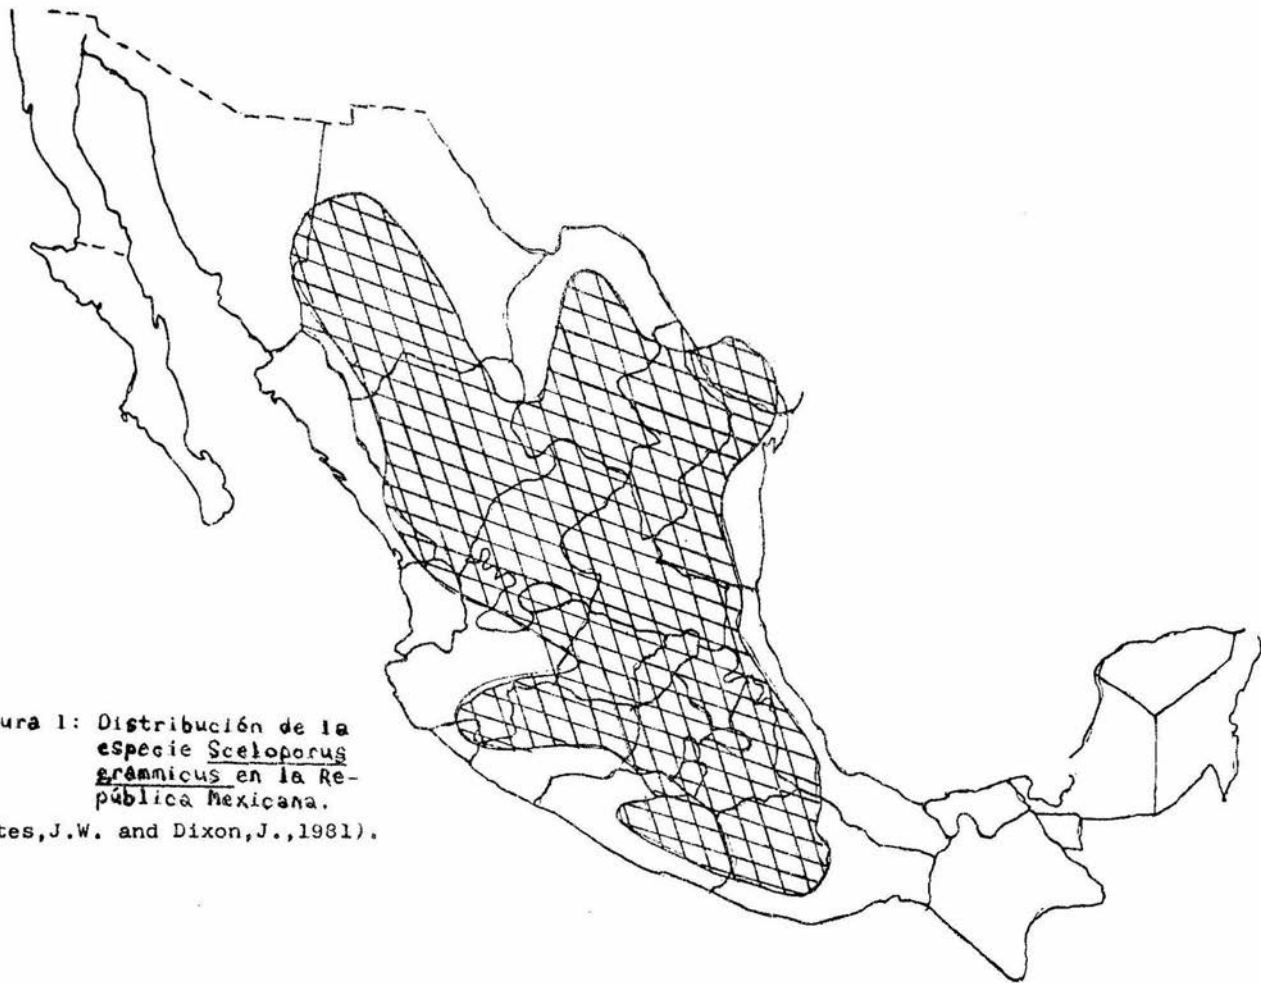 ura 1: Distribución de la
especie Sceloporus
grammicus en la Re-
pública Mexicana.
tes,J.W. and Dixon,J.,1981).